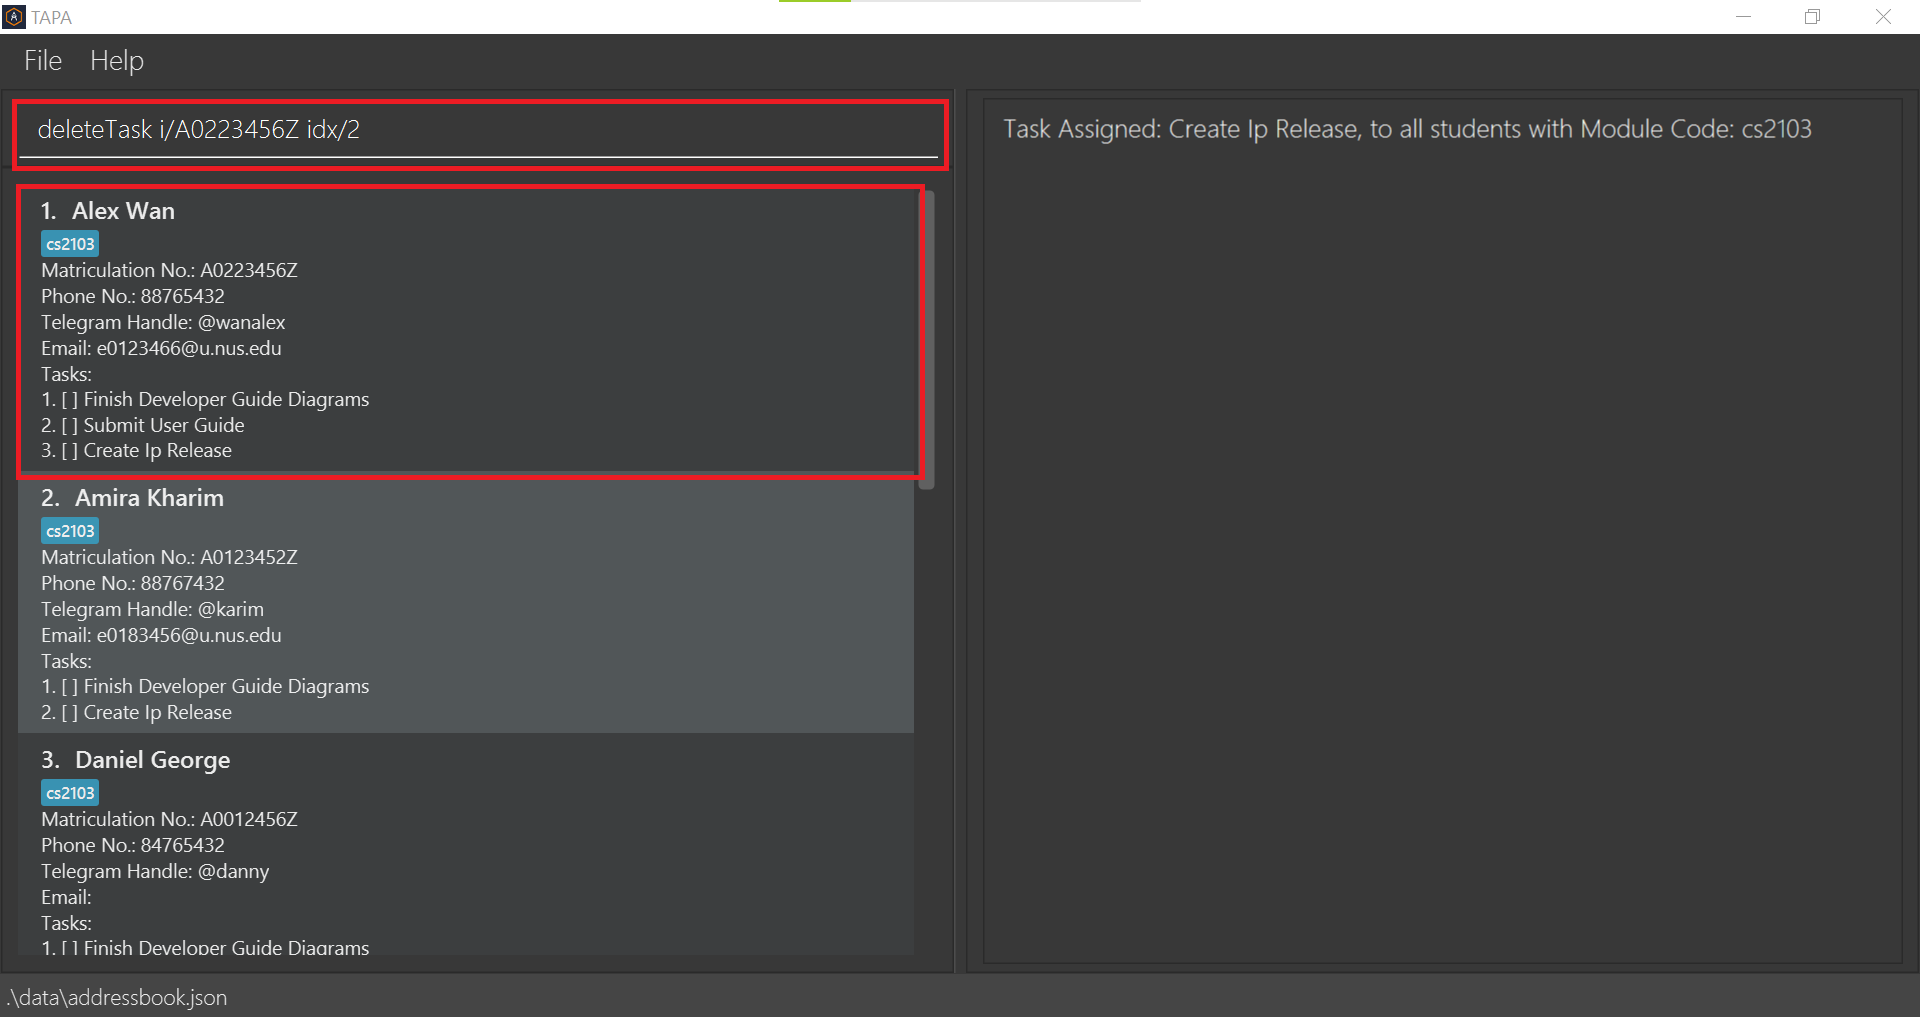 TAPA
File Help
deleteTask i/A0223456Z idx/2
Task Assigned: Create Ip Release, to all students with Module Code: cs2103
1. Alex Wan
cs2103
Matriculation No.: A0223456Z
Phone No.: 88765432
Telegram Handle: @wanalex
Email: e0123466@u.nus.edu
Tasks:
1. [ ] Finish Developer Guide Diagrams
2. [ ] Submit User Guide
3. [ ] Create Ip Release
2. Amira Kharim
cs2103
Matriculation No.: A0123452Z
Phone No.: 88767432
Telegram Handle: @karim
Email: e0183456@u.nus.edu
Tasks:
1. [ ] Finish Developer Guide Diagrams
2. [ ] Create Ip Release
3. Daniel George
cs2103
Matriculation No.: A0012456Z
Phone No.: 84765432
Telegram Handle: @danny
Email:
Tasks:
1. [ ] Finish Developer Guide Diagrams
.\data\addressbook.json